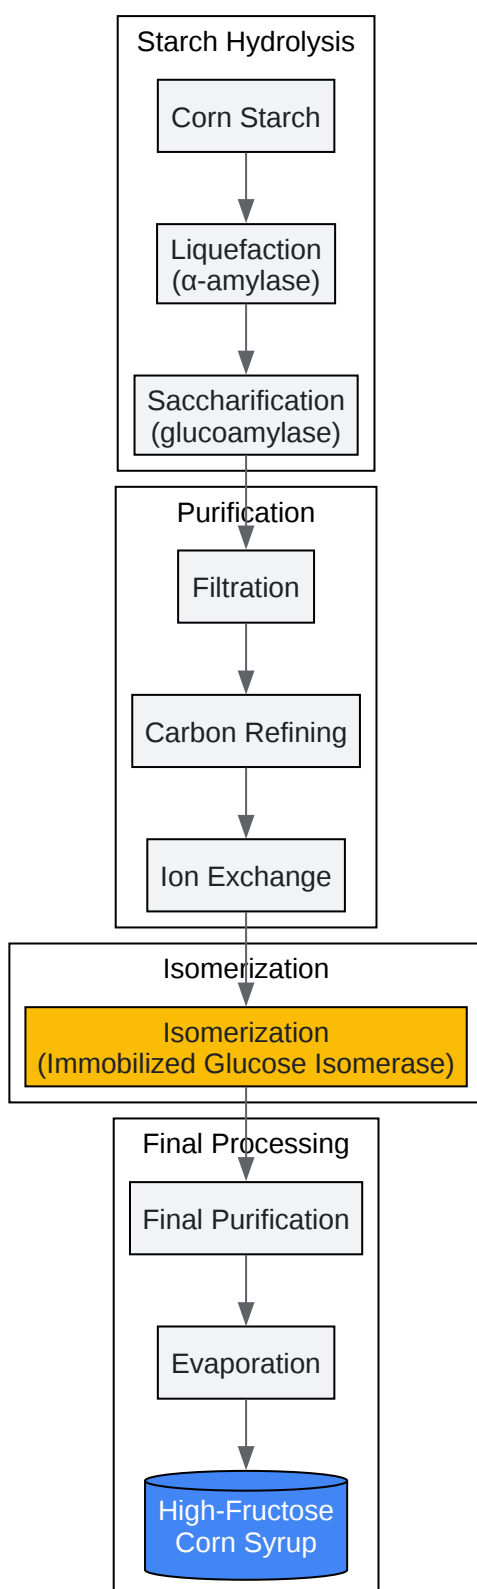 Starch Hydrolysis
Corn Starch
Liquefaction
(α-amylase)
Saccharification
(glucoamylase)
Purification
Filtration
Carbon Refining
Ion Exchange
Isomerization
Isomerization
(Immobilized Glucose Isomerase)
Final Processing
Final Purification
Evaporation
High-Fructose
Corn Syrup